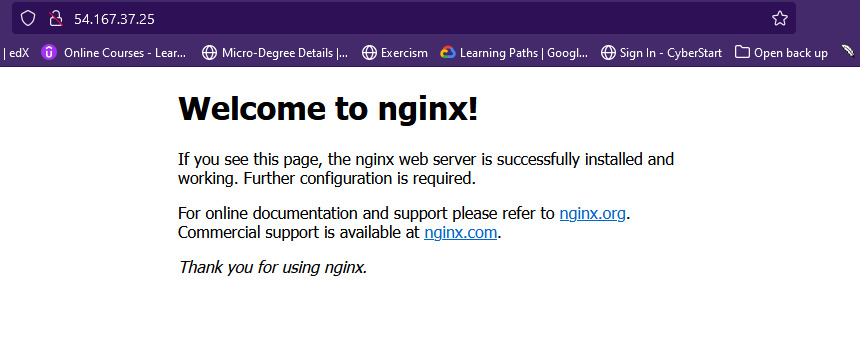 54.167.37.25
| edX Online Courses - Lear... Micro-Degree Details |... Exercism Learning Paths | Googl... Sign In - CyberStart Open back up
Welcome to nginx!
If you see this page, the nginx web server is successfully installed and
working. Further configuration is required.
For online documentation and support please refer to nginx.org.
Commercial support is available at nginx.com.
Thank you for using nginx.